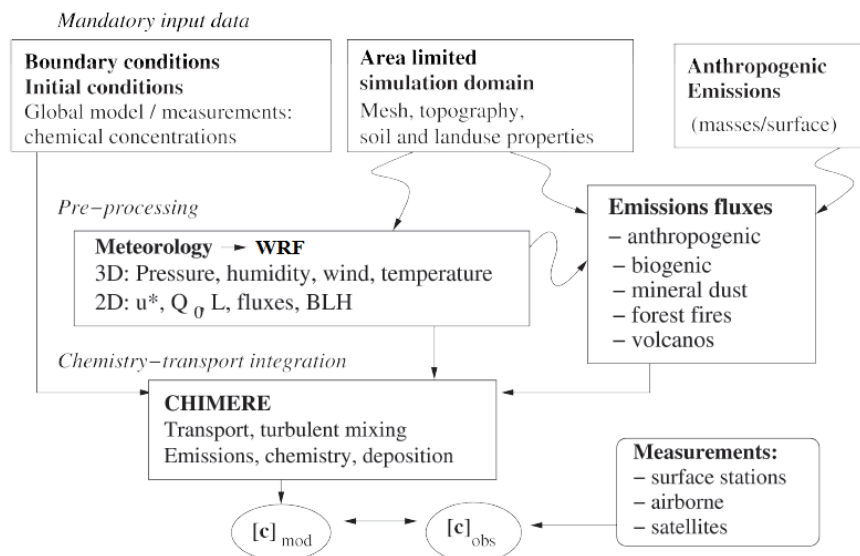 Mandatory input data
Boundary conditions
Initial conditions
Global model / measurements:
chemical concentrations
Area limited
simulation domain
Mesh, topography,
soil and landuse properties
Anthropogenic
Emissions
(masses/surface)
Pre−processing
Meteorology → WRF
3D: Pressure, humidity, wind, temperature
2D: u*, Q₀, L, fluxes, BLH
Emissions fluxes
− anthropogenic
− biogenic
− mineral dust
− forest fires
− volcanos
Chemistry−transport integration
CHIMERE
Transport, turbulent mixing
Emissions, chemistry, deposition
Measurements:
− surface stations
− airborne
− satellites
[c] mod
[c] obs